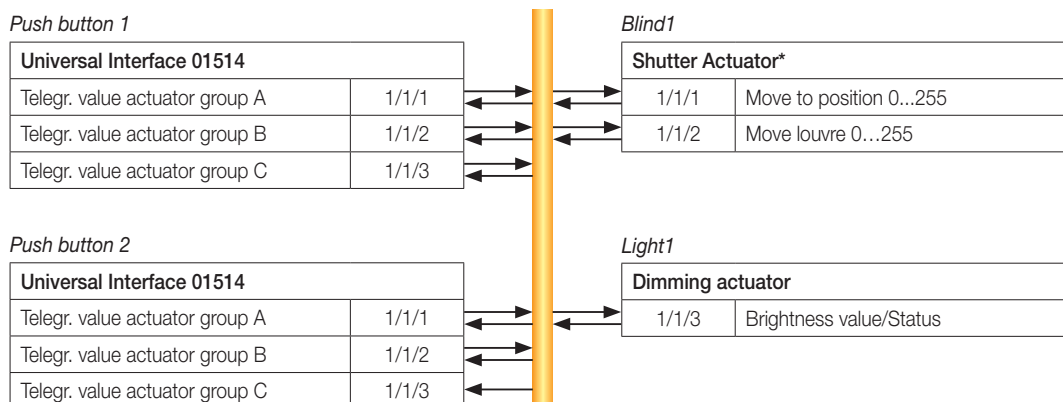 Push button 1
Universal Interface 01514
Telegr. value actuator group A 1/1/1
Telegr. value actuator group B 1/1/2
Telegr. value actuator group C 1/1/3
Blind1
Shutter Actuator*
1/1/1 Move to position 0...255
1/1/2 Move louvre 0…255
Push button 2
Universal Interface 01514
Telegr. value actuator group A 1/1/1
Telegr. value actuator group B 1/1/2
Telegr. value actuator group C 1/1/3
Light1
Dimming actuator
1/1/3 Brightness value/Status